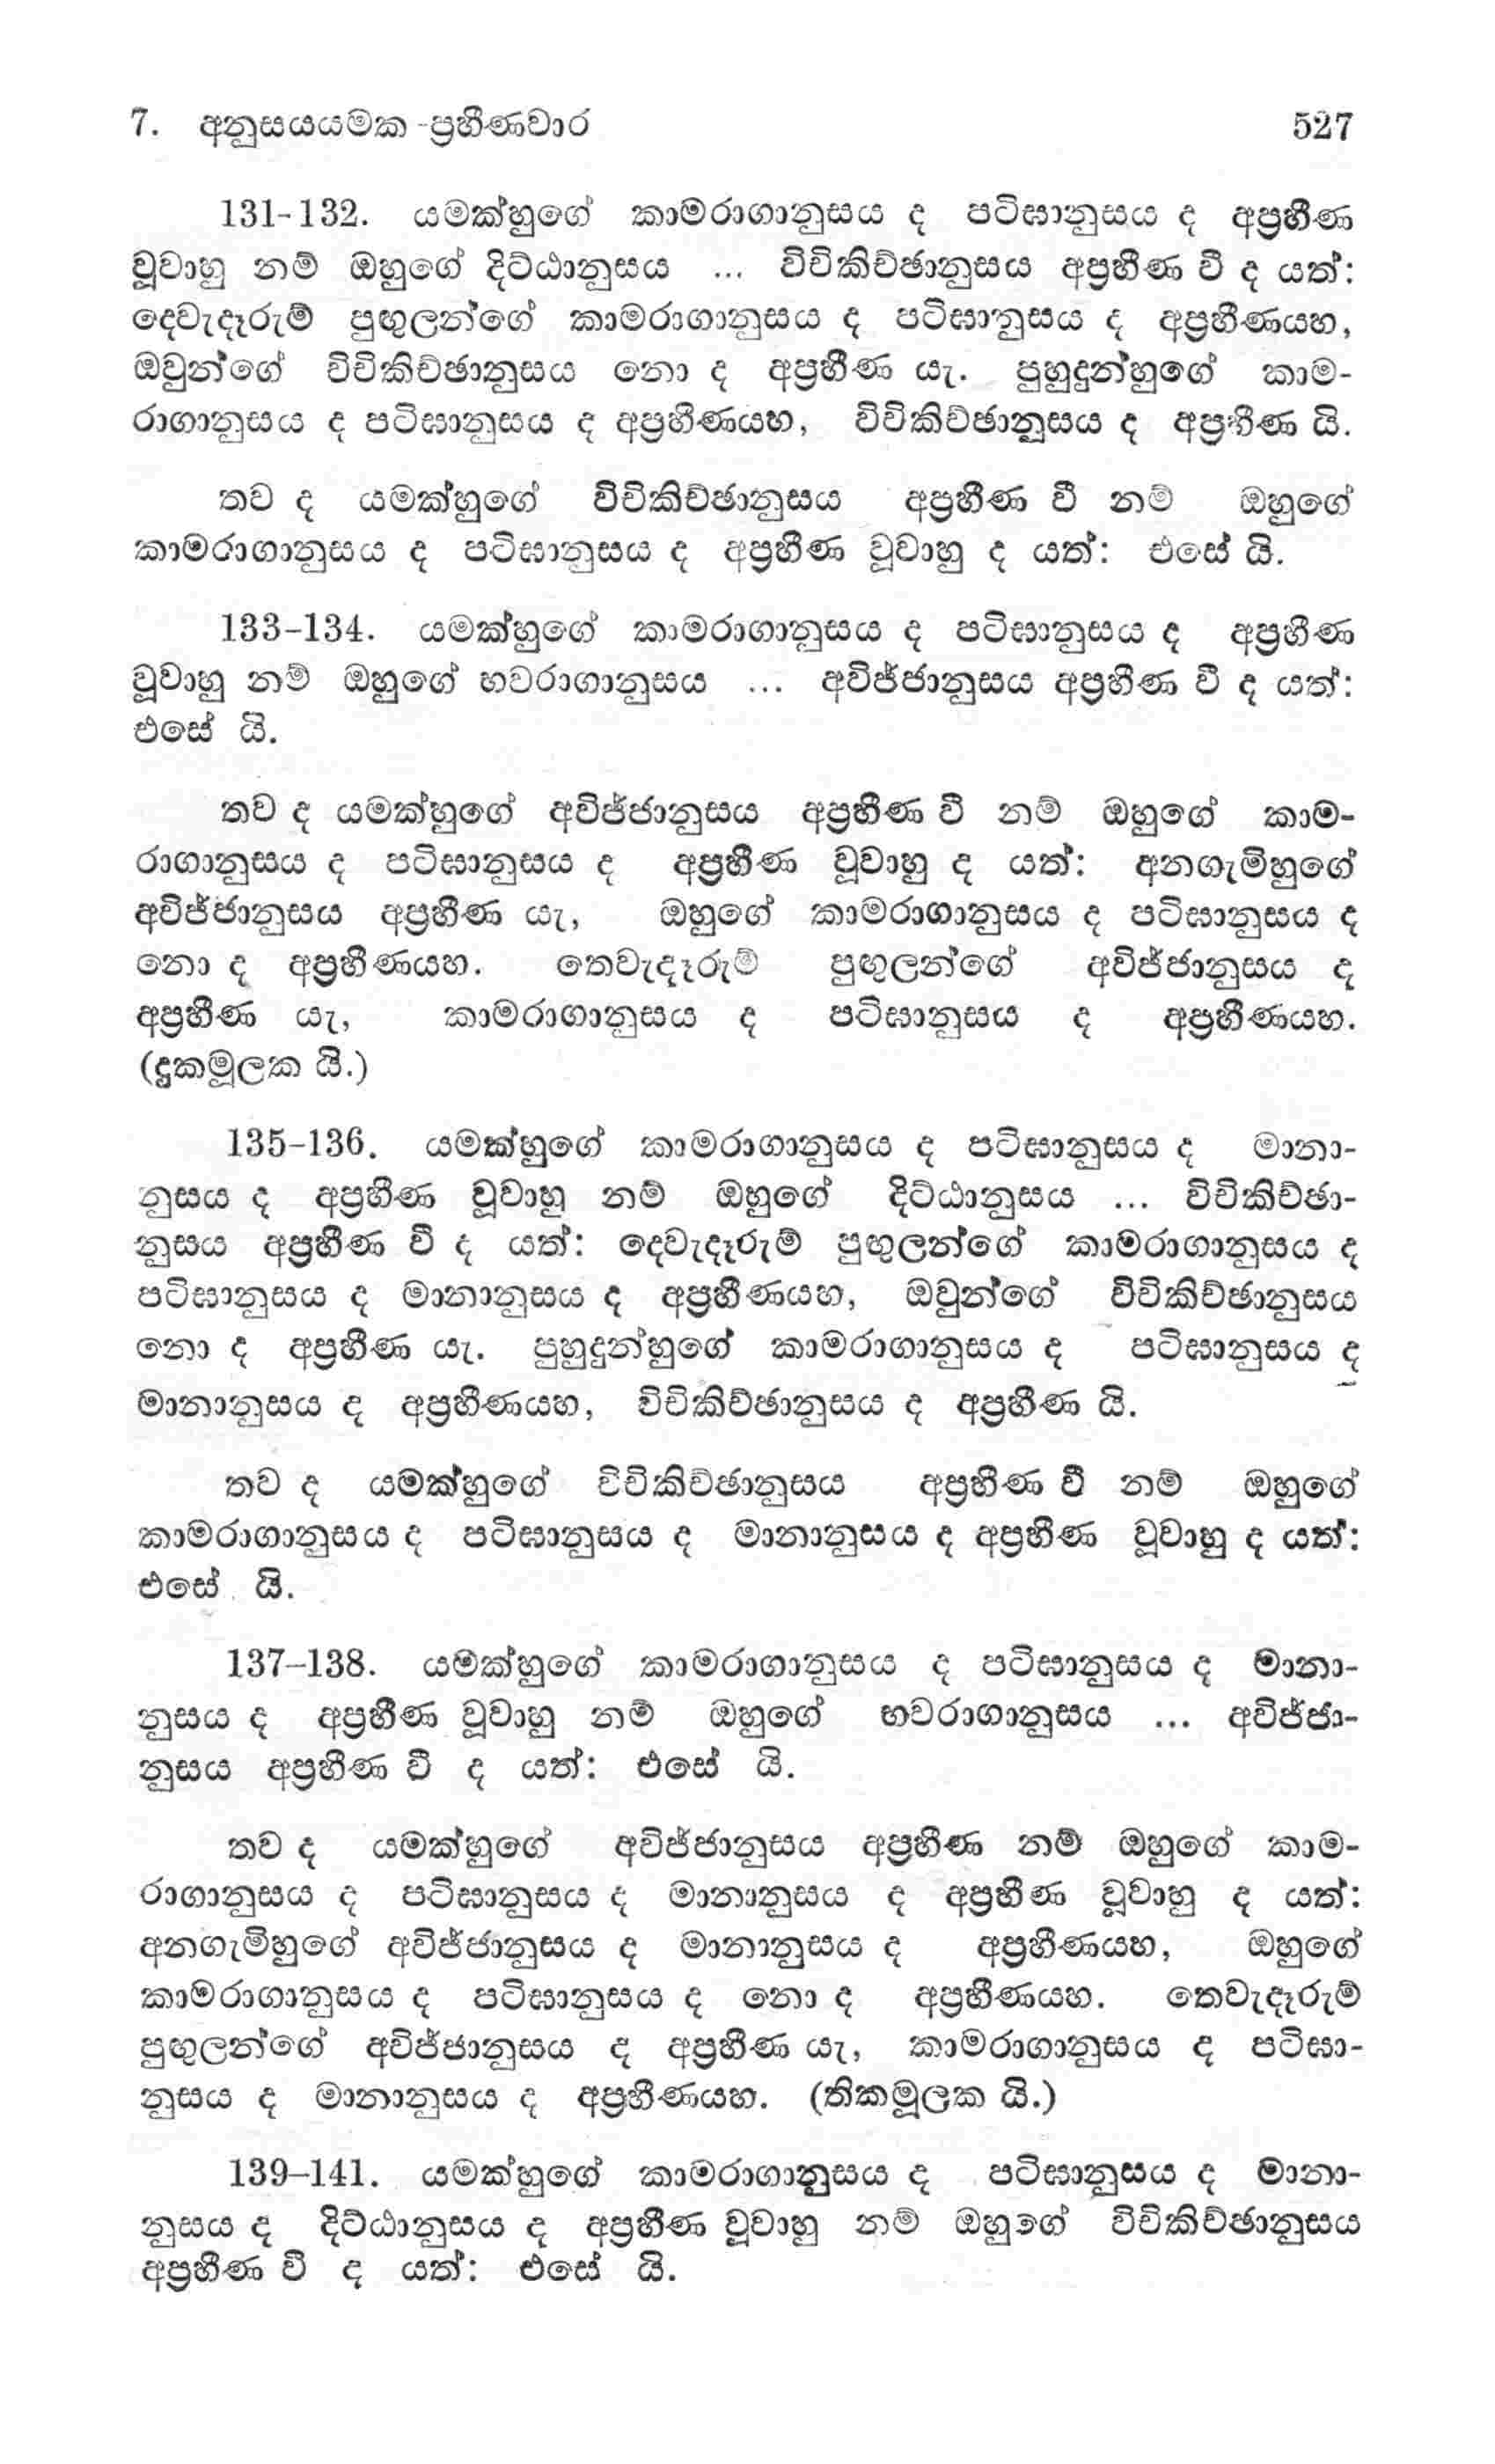 7. අනුසයයමක -ප්‍රහීණවාර 527
131-132. යමක්හුගේ කාමරාගානුසය ද පටිඝානුසය ද අප්‍රහීණ
වූවාහු නම් ඔහුගේ දිට්ඨානුසය ... විචිකිච්ඡානුසය අප්‍රහීණ වී ද යත්:
දෙවැදෑරුම් පුඟුලන්ගේ කාමරාගානුසය ද පටිඝානුසය ද අප්‍රහීණයහ,
ඔවුන්ගේ විචිකිච්ඡානුසය නො ද අප්‍රහීණ යැ. පුහුදුන්හුගේ කාම-
රාගානුසය ද පටිඝානුසය ද අප්‍රහීණයහ, විචිකිච්ඡානුසය ද අප්‍රහීණ යි.
තව ද යමක්හුගේ විචිකිච්ඡානුසය අප්‍රහීණ වී නම් ඔහුගේ
කාමරාගානුසය ද පටිඝානුසය ද අප්‍රහීණ වූවාහු ද යත්: එසේ යි.
133-134. යමක්හුගේ කාමරාගානුසය ද පටිඝානුසය ද අප්‍රහීණ
වූවාහු නම් ඔහුගේ භවරාගානුසය ... අවිජ්ජානුසය අප්‍රහීණ වී ද යත්:
එසේ යි.
තව ද යමක්හුගේ අවිජ්ජානුසය අප්‍රහීණ වී නම් ඔහුගේ කාම-
රාගානුසය ද පටිඝානුසය ද අප්‍රහීණ වූවාහු ද යත්: අනගැමිහුගේ
අවිජ්ජානුසය අප්‍රහීණ යැ, ඔහුගේ කාමරාගානුසය ද පටිඝානුසය ද
නො ද අප්‍රහීණයහ. තෙවැදෑරුම් පුඟුලන්ගේ අවිජ්ජානුසය ද
අප්‍රහීණ යැ, කාමරාගානුසය ද පටිඝානුසය ද අප්‍රහීණයහ.
(දුකමූලක යි.)
135-136. යමක්හුගේ කාමරාගානුසය ද පටිඝානුසය ද මානා-
නුසය ද අප්‍රහීණ වූවාහු නම් ඔහුගේ දිට්ඨානුසය ... විචිකිච්ඡා-
නුසය අප්‍රහීණ වී ද යත්: දෙවැදෑරුම් පුඟුලන්ගේ කාමරාගානුසය ද
පටිඝානුසය ද මානානුසය ද අප්‍රහීණයහ, ඔවුන්ගේ විචිකිච්ඡානුසය
නො ද අප්‍රහීණ යැ. පුහුදුන්හුගේ කාමරාගානුසය ද පටිඝානුසය ද
මානානුසය ද අප්‍රහීණයහ, විචිකිච්ඡානුසය ද අප්‍රහීණ යි.
තව ද යමක්හුගේ විචිකිච්ඡානුසය අප්‍රහීණ වී නම් ඔහුගේ
කාමරාගානුසය ද පටිඝානුසය ද මානානුසය ද අප්‍රහීණ වූවාහු ද යත්:
එසේ යි.
137-138. යමක්හුගේ කාමරාගානුසය ද පටිඝානුසය ද මානා-
නුසය ද අප්‍රහීණ වූවාහු නම් ඔහුගේ භවරාගානුසය ... අවිජ්ජා-
නුසය අප්‍රහීණ වී ද යත්: එසේ යි.
තව ද යමක්හුගේ අවිජ්ජානුසය අප්‍රහීණ නම් ඔහුගේ කාම-
රාගානුසය ද පටිඝානුසය ද මානානුසය ද අප්‍රහීණ වූවාහු ද යත්:
අනගැමිහුගේ අවිජ්ජානුසය ද මානානුසය ද අප්‍රහීණයහ, ඔහුගේ
කාමරාගානුසය ද පටිඝානුසය ද නො ද අප්‍රහීණයහ. තෙවැදෑරුම්
පුඟුලන්ගේ අවිජ්ජානුසය ද අප්‍රහීණ යැ, කාමරාගානුසය ද පටිඝා-
නුසය ද මානානුසය ද අප්‍රහීණයහ. (තිකමූලක යි.)
139-141. යමක්හුගේ කාමරාගානුසය ද පටිඝානුසය ද මානා-
නුසය ද දිට්ඨානුසය ද අප්‍රහීණ වූවාහු නම් ඔහුගේ විචිකිච්ඡානුසය
අප්‍රහීණ වී ද යත්: එසේ යි.